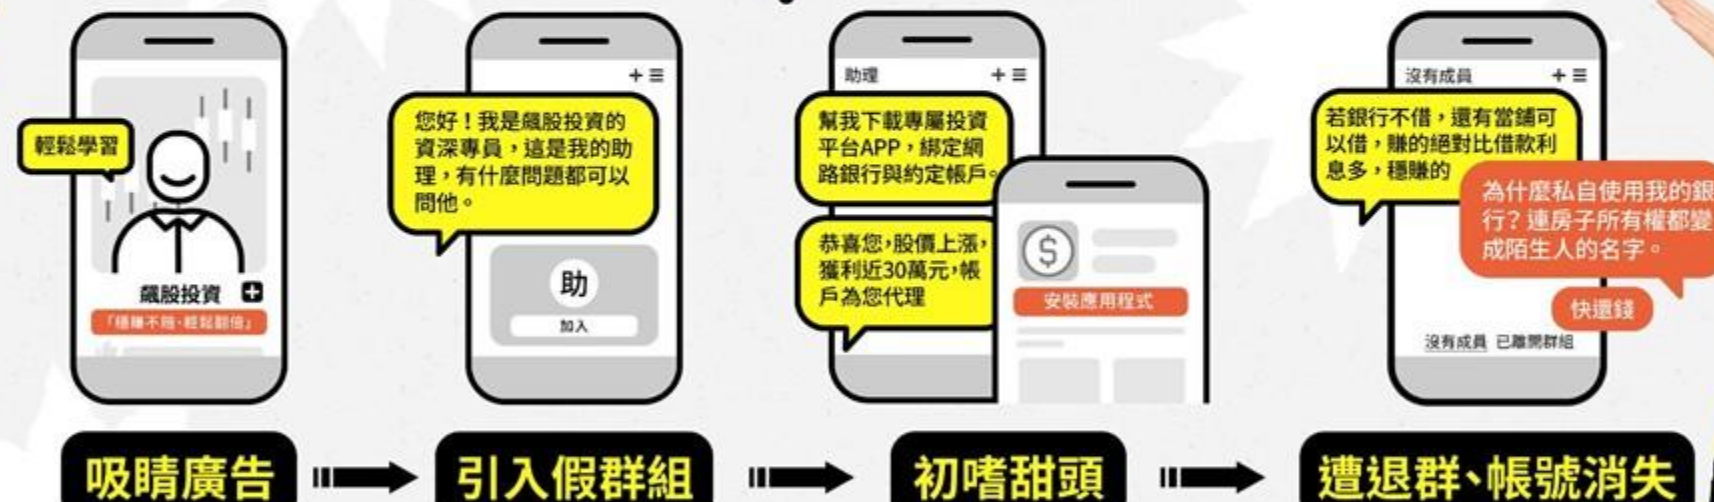 輕鬆學習
飆股投資
「穩賺不賠·輕鬆翻倍」
您好！我是飆股投資的
資深專員，這是我的助
理，有什麼問題都可以
問他。
助
加入
助理
幫我下載專屬投資
平台APP，綁定網
路銀行與約定帳戶。
恭喜您，股價上漲，
獲利近30萬元，帳
戶為您代理
安裝應用程式
沒有成員
若銀行不借，還有當鋪可
以借，賺的絕對比借款利
息多，穩賺的
為什麼私自使用我的銀
行？連房子所有權都變
成陌生人的名字。
快還錢
沒有成員 已離開群組
吸睛廣告
引入假群組
初嗜甜頭
遭退群、帳號消失